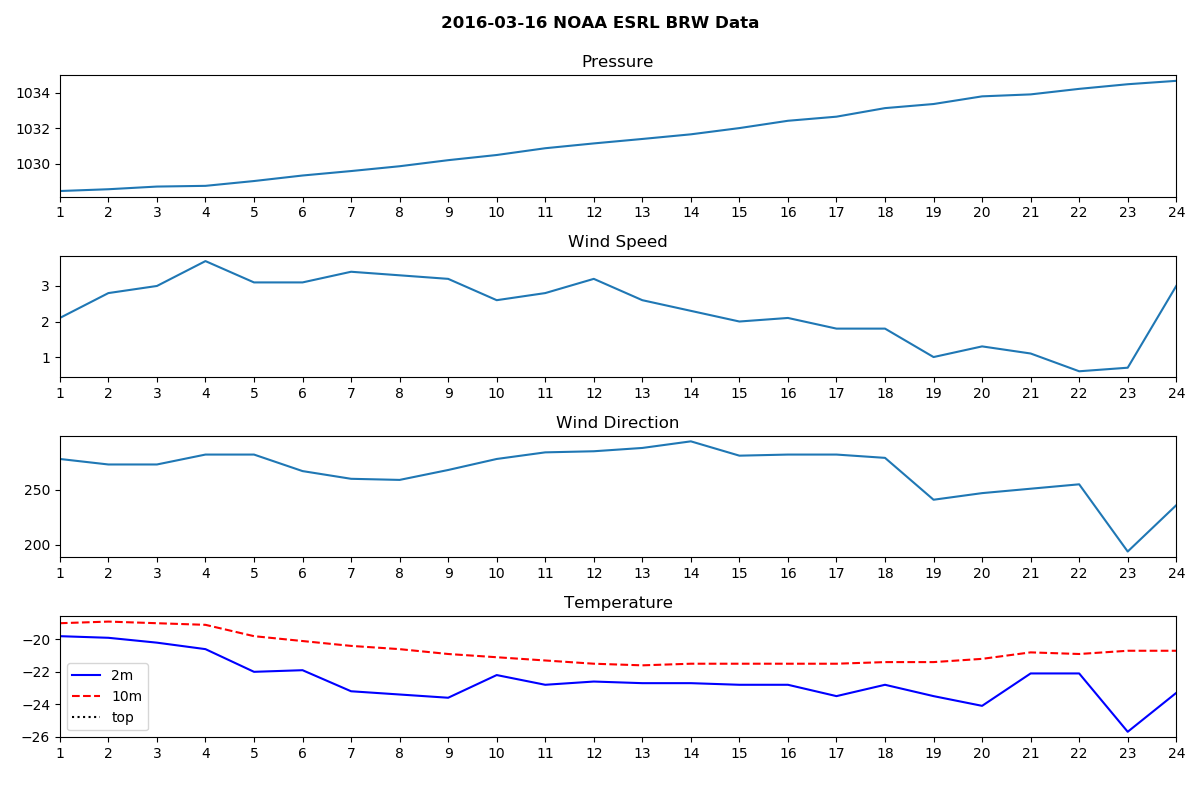 2016-03-16 NOAA ESRL BRW Data
Pressure
1034
1032
1030
1 2 3 4 5 6 7 8 9 10 11 12 13 14 15 16 17 18 19 20 21 22 23 24
Wind Speed
3
2
1
1 2 3 4 5 6 7 8 9 10 11 12 13 14 15 16 17 18 19 20 21 22 23 24
Wind Direction
250
200
1 2 3 4 5 6 7 8 9 10 11 12 13 14 15 16 17 18 19 20 21 22 23 24
Temperature
−20
−22
−24
−26
2m
10m
top
1 2 3 4 5 6 7 8 9 10 11 12 13 14 15 16 17 18 19 20 21 22 23 24